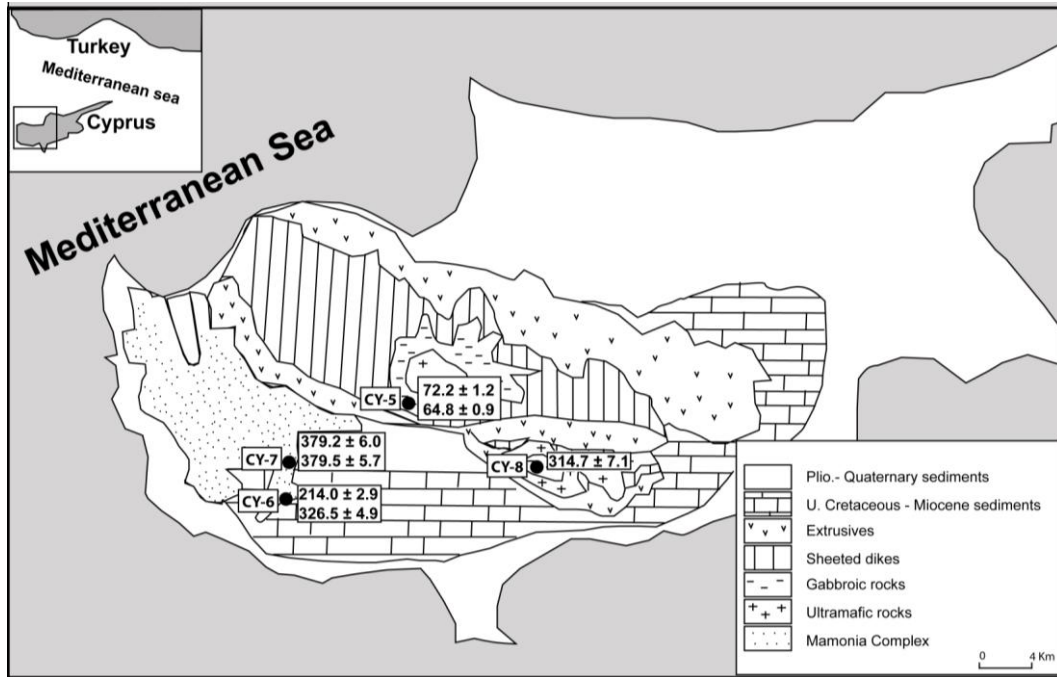 Turkey
Mediterranean sea
Cyprus
Mediterranean Sea
CY-5
72.2 ± 1.2
64.8 ± 0.9
CY-7
379.2 ± 6.0
379.5 ± 5.7
CY-8
314.7 ± 7.1
CY-6
214.0 ± 2.9
326.5 ± 4.9
Plio.- Quaternary sediments
U. Cretaceous - Miocene sediments
Extrusives
Sheeted dikes
Gabbroic rocks
Ultramafic rocks
Mamonia Complex
0 4 Km